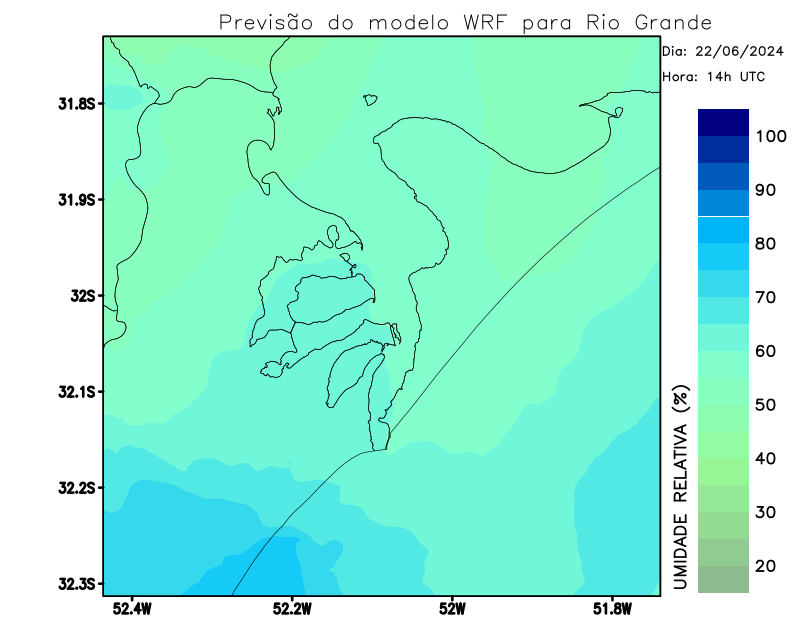 Previsão do modelo WRF para Rio Grande
Dia: 22/06/2024
Hora: 14h UTC
31.8S
31.9S
32S
32.1S
32.2S
32.3S
52.4W
52.2W
52W
51.8W
UMIDADE RELATIVA (%)
100
90
80
70
60
50
40
30
20